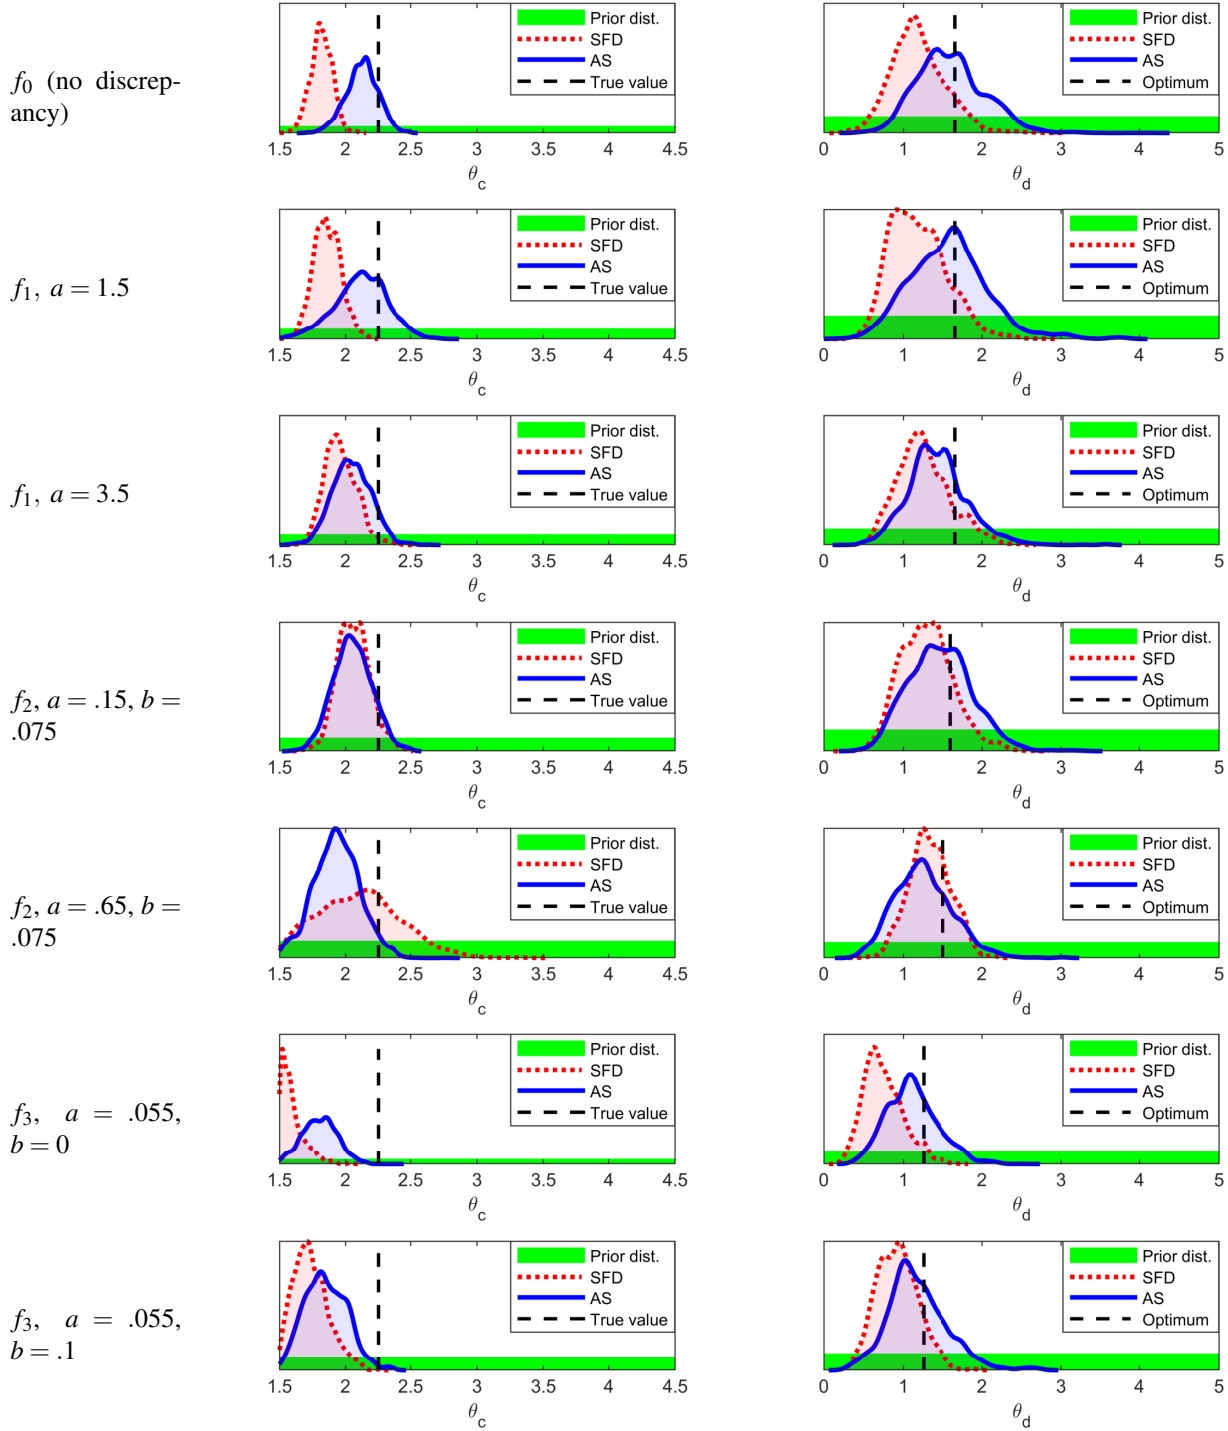 f₀ (no discrep-
ancy)
Prior dist.
SFD
AS
True value
1.5 2 2.5 3 3.5 4 4.5
θc
Prior dist.
SFD
AS
Optimum
0 1 2 3 4 5
θd
f₁, a = 1.5
Prior dist.
SFD
AS
True value
1.5 2 2.5 3 3.5 4 4.5
θc
Prior dist.
SFD
AS
Optimum
0 1 2 3 4 5
θd
f₁, a = 3.5
Prior dist.
SFD
AS
True value
1.5 2 2.5 3 3.5 4 4.5
θc
Prior dist.
SFD
AS
Optimum
0 1 2 3 4 5
θd
f₂, a = .15, b =
.075
Prior dist.
SFD
AS
True value
1.5 2 2.5 3 3.5 4 4.5
θc
Prior dist.
SFD
AS
Optimum
0 1 2 3 4 5
θd
f₂, a = .65, b =
.075
Prior dist.
SFD
AS
True value
1.5 2 2.5 3 3.5 4 4.5
θc
Prior dist.
SFD
AS
Optimum
0 1 2 3 4 5
θd
f₃, a = .055,
b = 0
Prior dist.
SFD
AS
True value
1.5 2 2.5 3 3.5 4 4.5
θc
Prior dist.
SFD
AS
Optimum
0 1 2 3 4 5
θd
f₃, a = .055,
b = .1
Prior dist.
SFD
AS
True value
1.5 2 2.5 3 3.5 4 4.5
θc
Prior dist.
SFD
AS
Optimum
0 1 2 3 4 5
θd